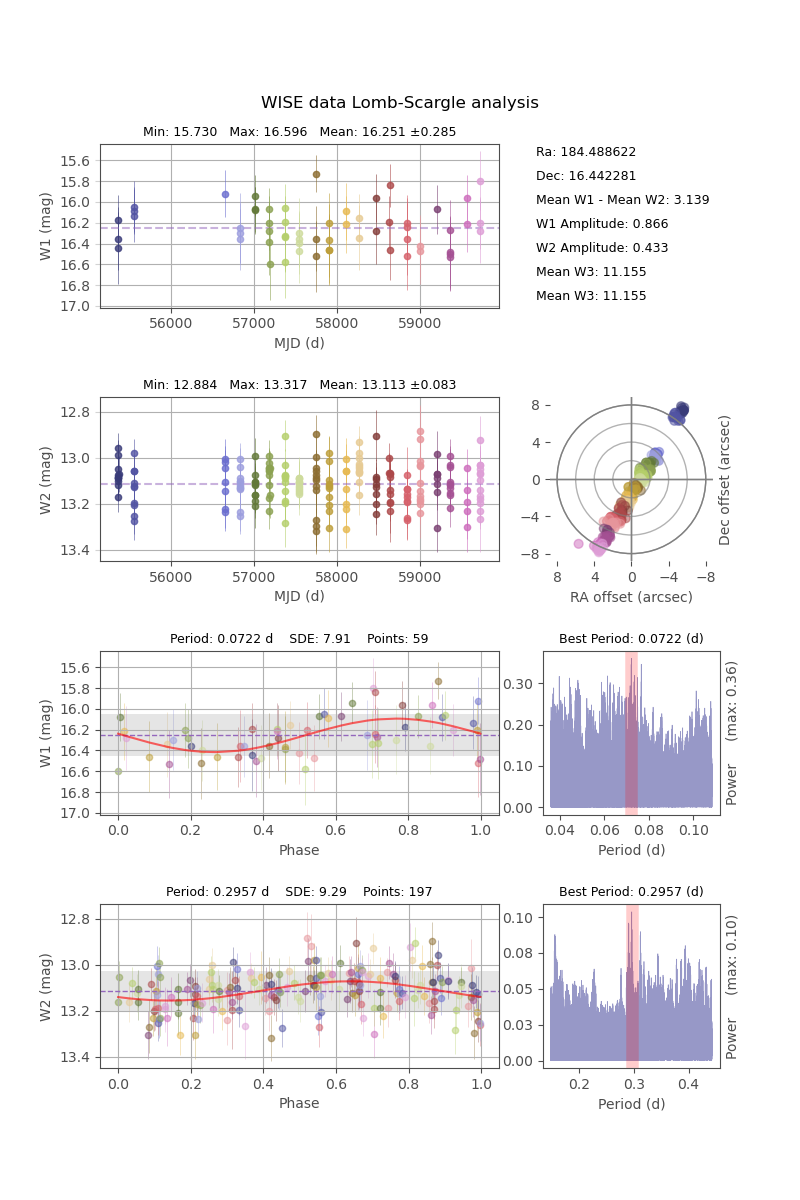 WISE data Lomb-Scargle analysis
Min: 15.730   Max: 16.596   Mean: 16.251 ±0.285
15.6
15.8
16.0
16.2
16.4
16.6
16.8
17.0
W1 (mag)
56000 57000 58000 59000
MJD (d)
Ra: 184.488622
Dec: 16.442281
Mean W1 - Mean W2: 3.139
W1 Amplitude: 0.866
W2 Amplitude: 0.433
Mean W3: 11.155
Mean W3: 11.155
Min: 12.884   Max: 13.317   Mean: 13.113 ±0.083
12.8
13.0
13.2
13.4
W2 (mag)
56000 57000 58000 59000
MJD (d)
8
4
0
−4
−8
8 4 0 −4 −8
RA offset (arcsec)
Dec offset (arcsec)
Period: 0.0722 d    SDE: 7.91    Points: 59
15.6
15.8
16.0
16.2
16.4
16.6
16.8
17.0
W1 (mag)
0.0 0.2 0.4 0.6 0.8 1.0
Phase
Best Period: 0.0722 (d)
0.30
0.20
0.10
0.00
0.04 0.06 0.08 0.10
Period (d)
Power    (max: 0.36)
Period: 0.2957 d    SDE: 9.29    Points: 197
12.8
13.0
13.2
13.4
W2 (mag)
0.0 0.2 0.4 0.6 0.8 1.0
Phase
Best Period: 0.2957 (d)
0.10
0.08
0.05
0.03
0.00
0.2 0.3 0.4
Period (d)
Power    (max: 0.10)